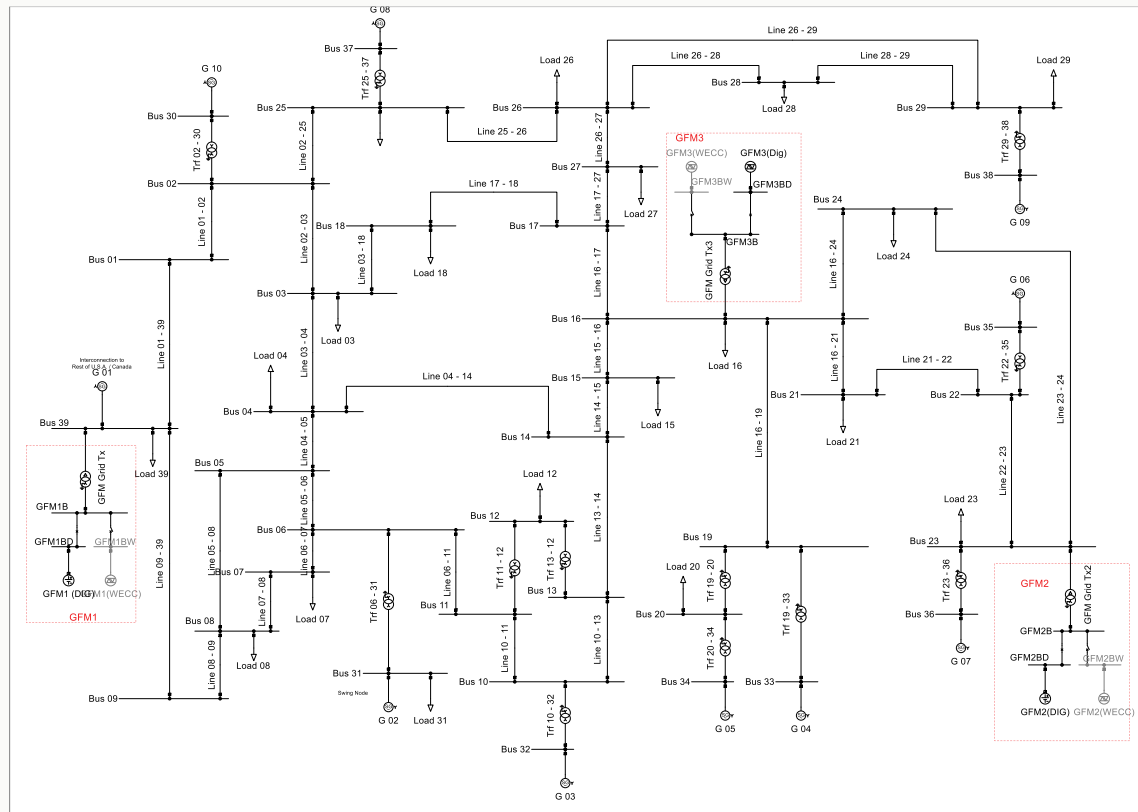 G 08
Bus 37
Trf 25 - 37
Line 26 - 29
Line 26 - 28
Line 28 - 29
Load 26
Load 29
G 10
Bus 28
Load 28
Bus 30
Bus 25
Bus 26
Bus 29
Line 25 - 26
Trf 02 - 30
Line 02 - 25
Line 26 - 27
GFM3
GFM3(WECC)
GFM3(Dig)
Trf 29 - 38
Bus 02
Bus 27
Bus 38
Line 17 - 18
Line 17 - 27
Load 27
GFM3BW
GFM3BD
Line 01 - 02
Line 02 - 03
Bus 18
Bus 17
Bus 24
G 09
Load 18
Line 03 - 18
GFM3B
Load 24
Bus 01
Line 16 - 17
GFM Grid Tx3
Line 16 - 24
G 06
Bus 03
Load 03
Bus 16
Bus 35
Line 01 - 39
Line 03 - 04
Line 15 - 16
Load 16
Line 16 - 21
Trf 22 - 35
Interconnection to
Rest of U.S.A. / Canada
G 01
Load 04
Line 04 - 14
Bus 15
Line 21 - 22
Line 23 - 24
Bus 04
Line 14 - 15
Load 15
Bus 21
Bus 22
Bus 39
Load 39
Line 04 - 05
Bus 14
Line 16 - 19
Load 21
GFM Grid Tx
Bus 05
Load 12
Line 22 - 23
GFM1B
Line 05 - 06
Bus 12
Line 13 - 14
Load 23
GFM1BD
GFM1BW
Line 09 - 39
Line 05 - 08
Bus 06
Line 06 - 07
Trf 06 - 31
Line 06 - 11
Trf 11 - 12
Trf 13 - 12
Bus 19
Bus 23
Bus 07
Load 20
Trf 19 - 20
Trf 23 - 36
GFM2
GFM Grid Tx2
GFM1 (DIG)
GFM1(WECC)
GFM1
Line 07 - 08
Load 07
Bus 11
Bus 13
Bus 20
Trf 19 - 33
Bus 36
Bus 08
Load 08
Line 10 - 11
Line 10 - 13
Trf 20 - 34
G 07
GFM2B
Line 08 - 09
Bus 31
Bus 10
Bus 34
Bus 33
GFM2BD
GFM2BW
Bus 09
Swing Node
G 02
Load 31
Trf 10 - 32
G 05
G 04
GFM2(DIG)
GFM2(WECC)
Bus 32
G 03